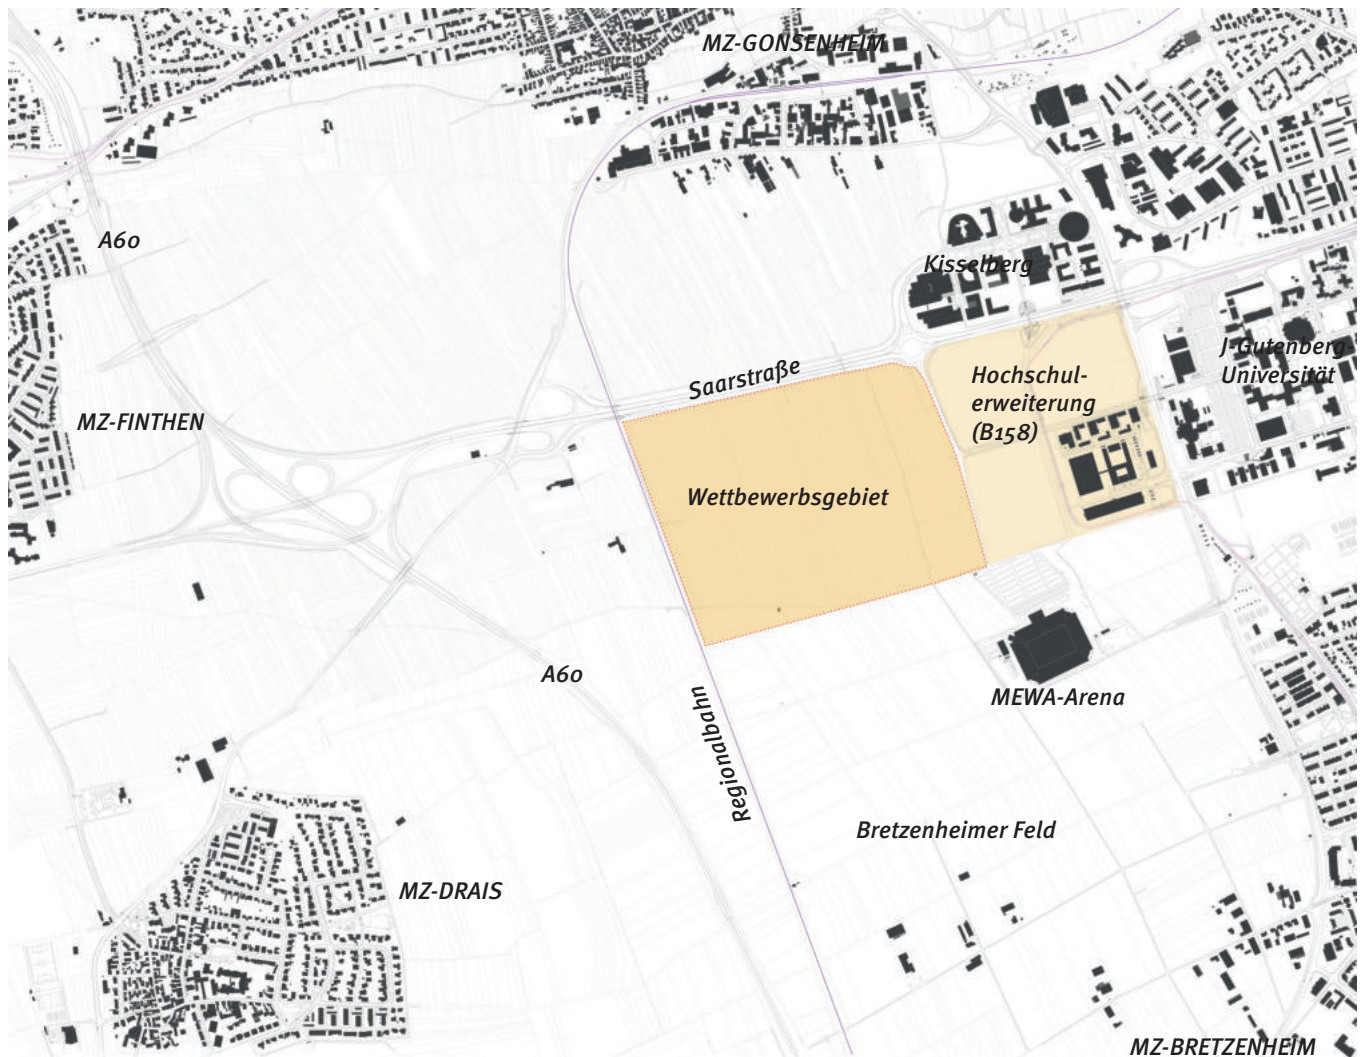 MZ-GONSENHEIM
A60
Kisselberg
J-Gutenberg-
Universität
Saarstraße
Hochschul-
erweiterung
(B158)
MZ-FINTHEN
Wettbewerbsgebiet
A60
MEWA-Arena
Regionalbahn
Bretzenheimer Feld
MZ-DRAIS
MZ-BRETZENHEIM